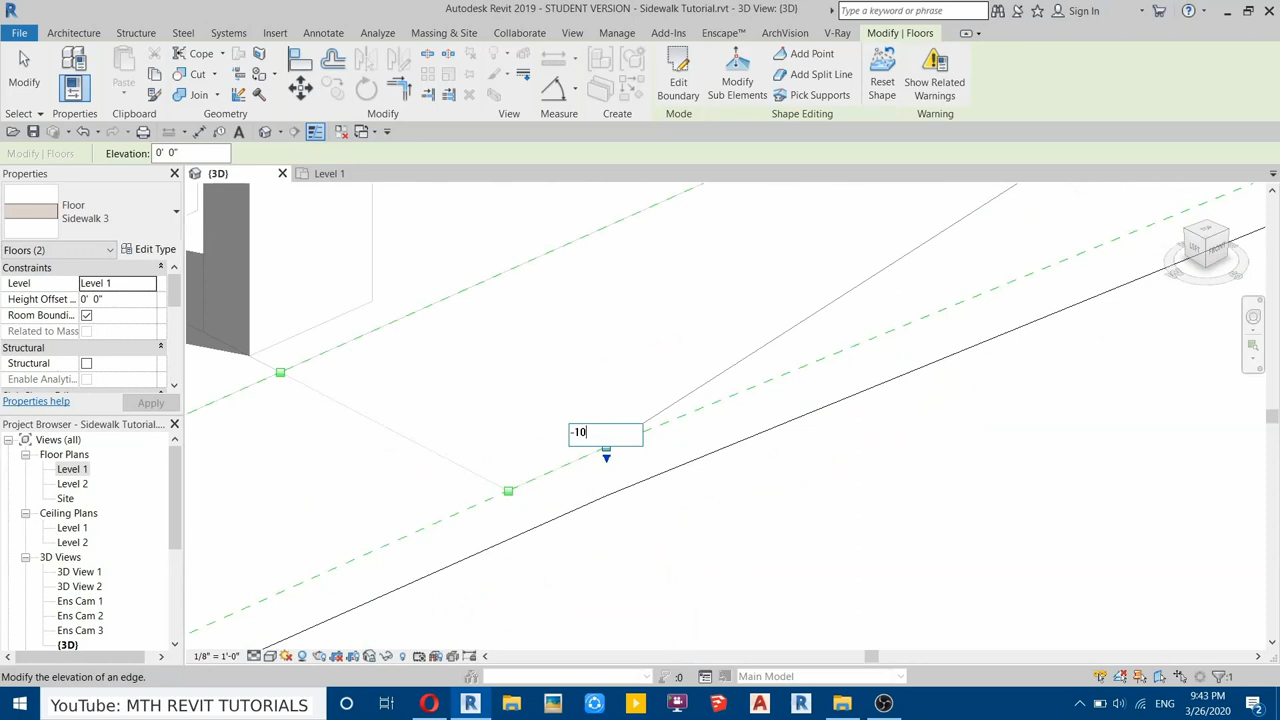 Autodesk Revit 2019 - STUDENT VERSION - Sidewalk Tutorial.rvt - 3D View: {3D}
Type a keyword or phrase
Sign In
File Architecture Structure Steel Systems Insert Annotate Analyze Massing & Site Collaborate View Manage Add-Ins Enscape™ ArchVision V-Ray Modify | Floors
Modify
Paste
Cope
Cut
Join
Edit
Boundary
Modify
Sub Elements
Add Point
Add Split Line
Pick Supports
Reset
Shape
Show Related
Warnings
Select Properties Clipboard Geometry Modify View Measure Create Mode Shape Editing Warning
Modify | Floors Elevation: 0' 0"
Properties
{3D}
Level 1
Floor
Sidewalk 3
Floors (2) Edit Type
Constraints
Level Level 1
Height Offset ... 0' 0"
Room Boundi...
Related to Mass
Structural
Structural
Enable Analyti...
Properties help Apply
Project Browser - Sidewalk Tutorial....
Views (all)
Floor Plans
Level 1
Level 2
Site
Ceiling Plans
Level 1
Level 2
3D Views
3D View 1
3D View 2
Ens Cam 1
Ens Cam 2
Ens Cam 3
{3D}
-10
TOP
LEFT
FRONT
1/8" = 1'-0"
Modify the elevation of an edge.
:0
Main Model
:1
YouTube: MTH REVIT TUTORIALS
ENG
9:43 PM
3/26/2020
2